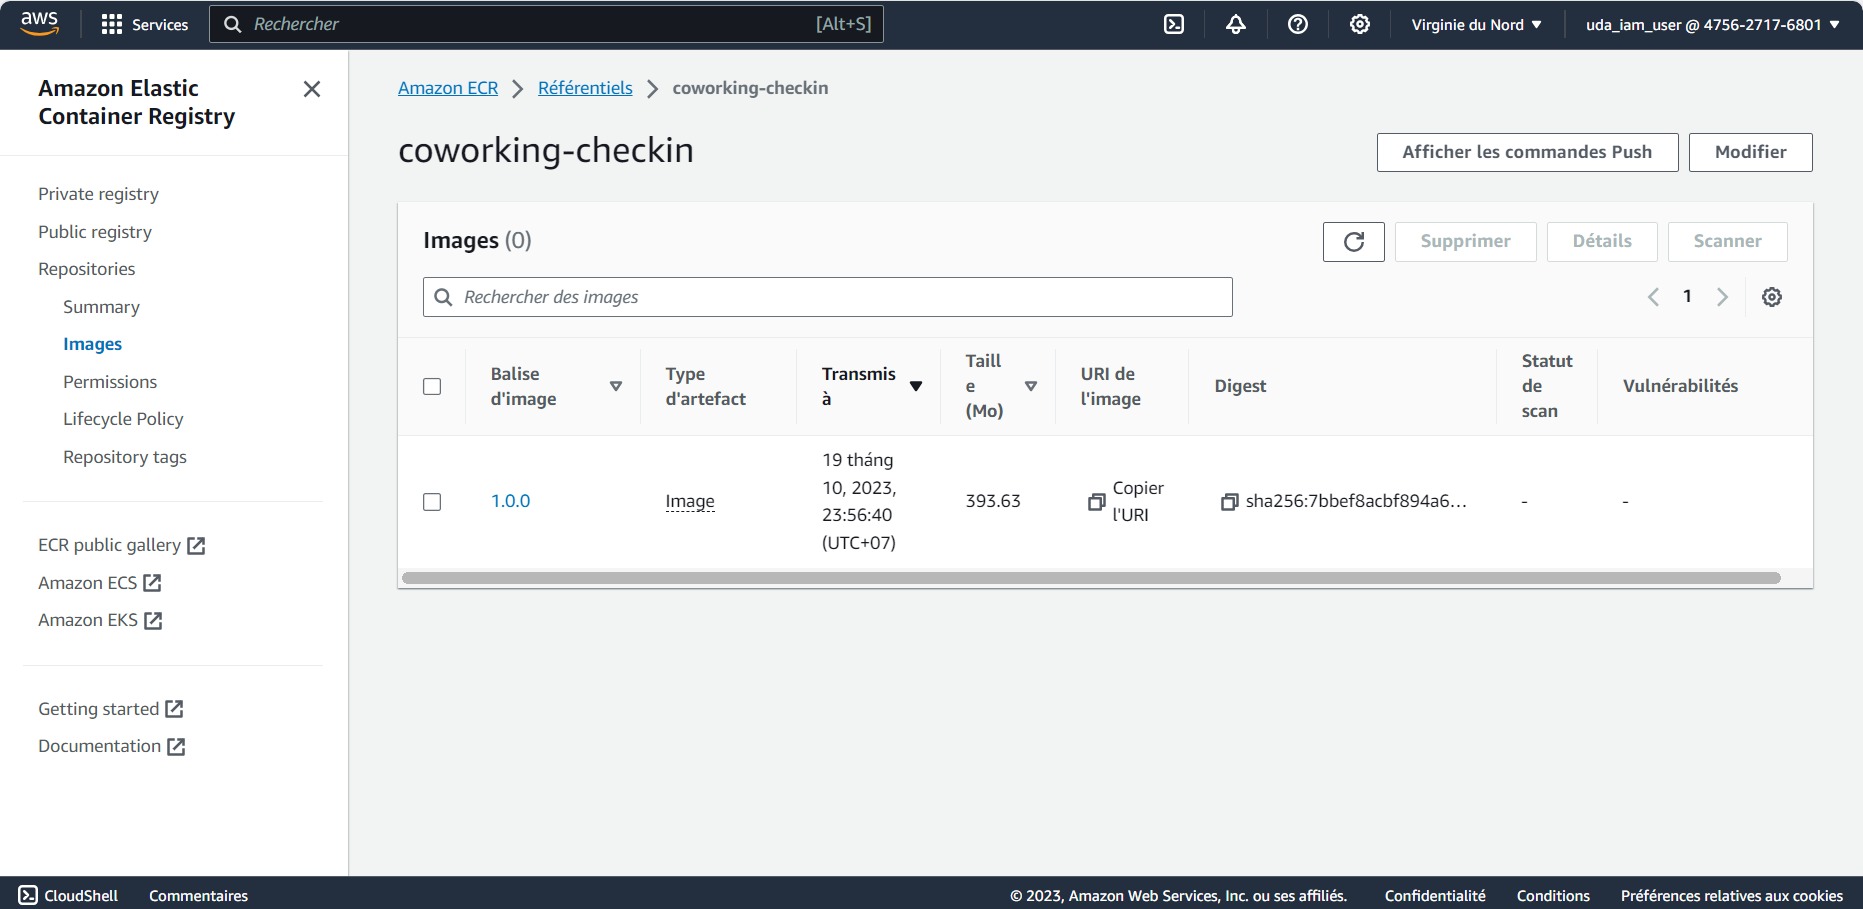 aws
Services
Rechercher
[Alt+S]
Virginie du Nord
uda_iam_user @ 4756-2717-6801
Amazon Elastic
Container Registry
Private registry
Public registry
Repositories
Summary
Images
Permissions
Lifecycle Policy
Repository tags
ECR public gallery
Amazon ECS
Amazon EKS
Getting started
Documentation
Amazon ECR
Référentiels
coworking-checkin
coworking-checkin
Afficher les commandes Push
Modifier
Images (0)
Supprimer
Détails
Scanner
Rechercher des images
1
Balise
d'image
Type
d'artefact
Transmis
à
Taill
e
(Mo)
URI de
l'image
Digest
Statut
de
scan
Vulnérabilités
1.0.0
Image
19 tháng
10, 2023,
23:56:40
(UTC+07)
393.63
Copier
l'URI
sha256:7bbef8acbf894a6...
-
-
CloudShell
Commentaires
© 2023, Amazon Web Services, Inc. ou ses affiliés.
Confidentialité
Conditions
Préférences relatives aux cookies